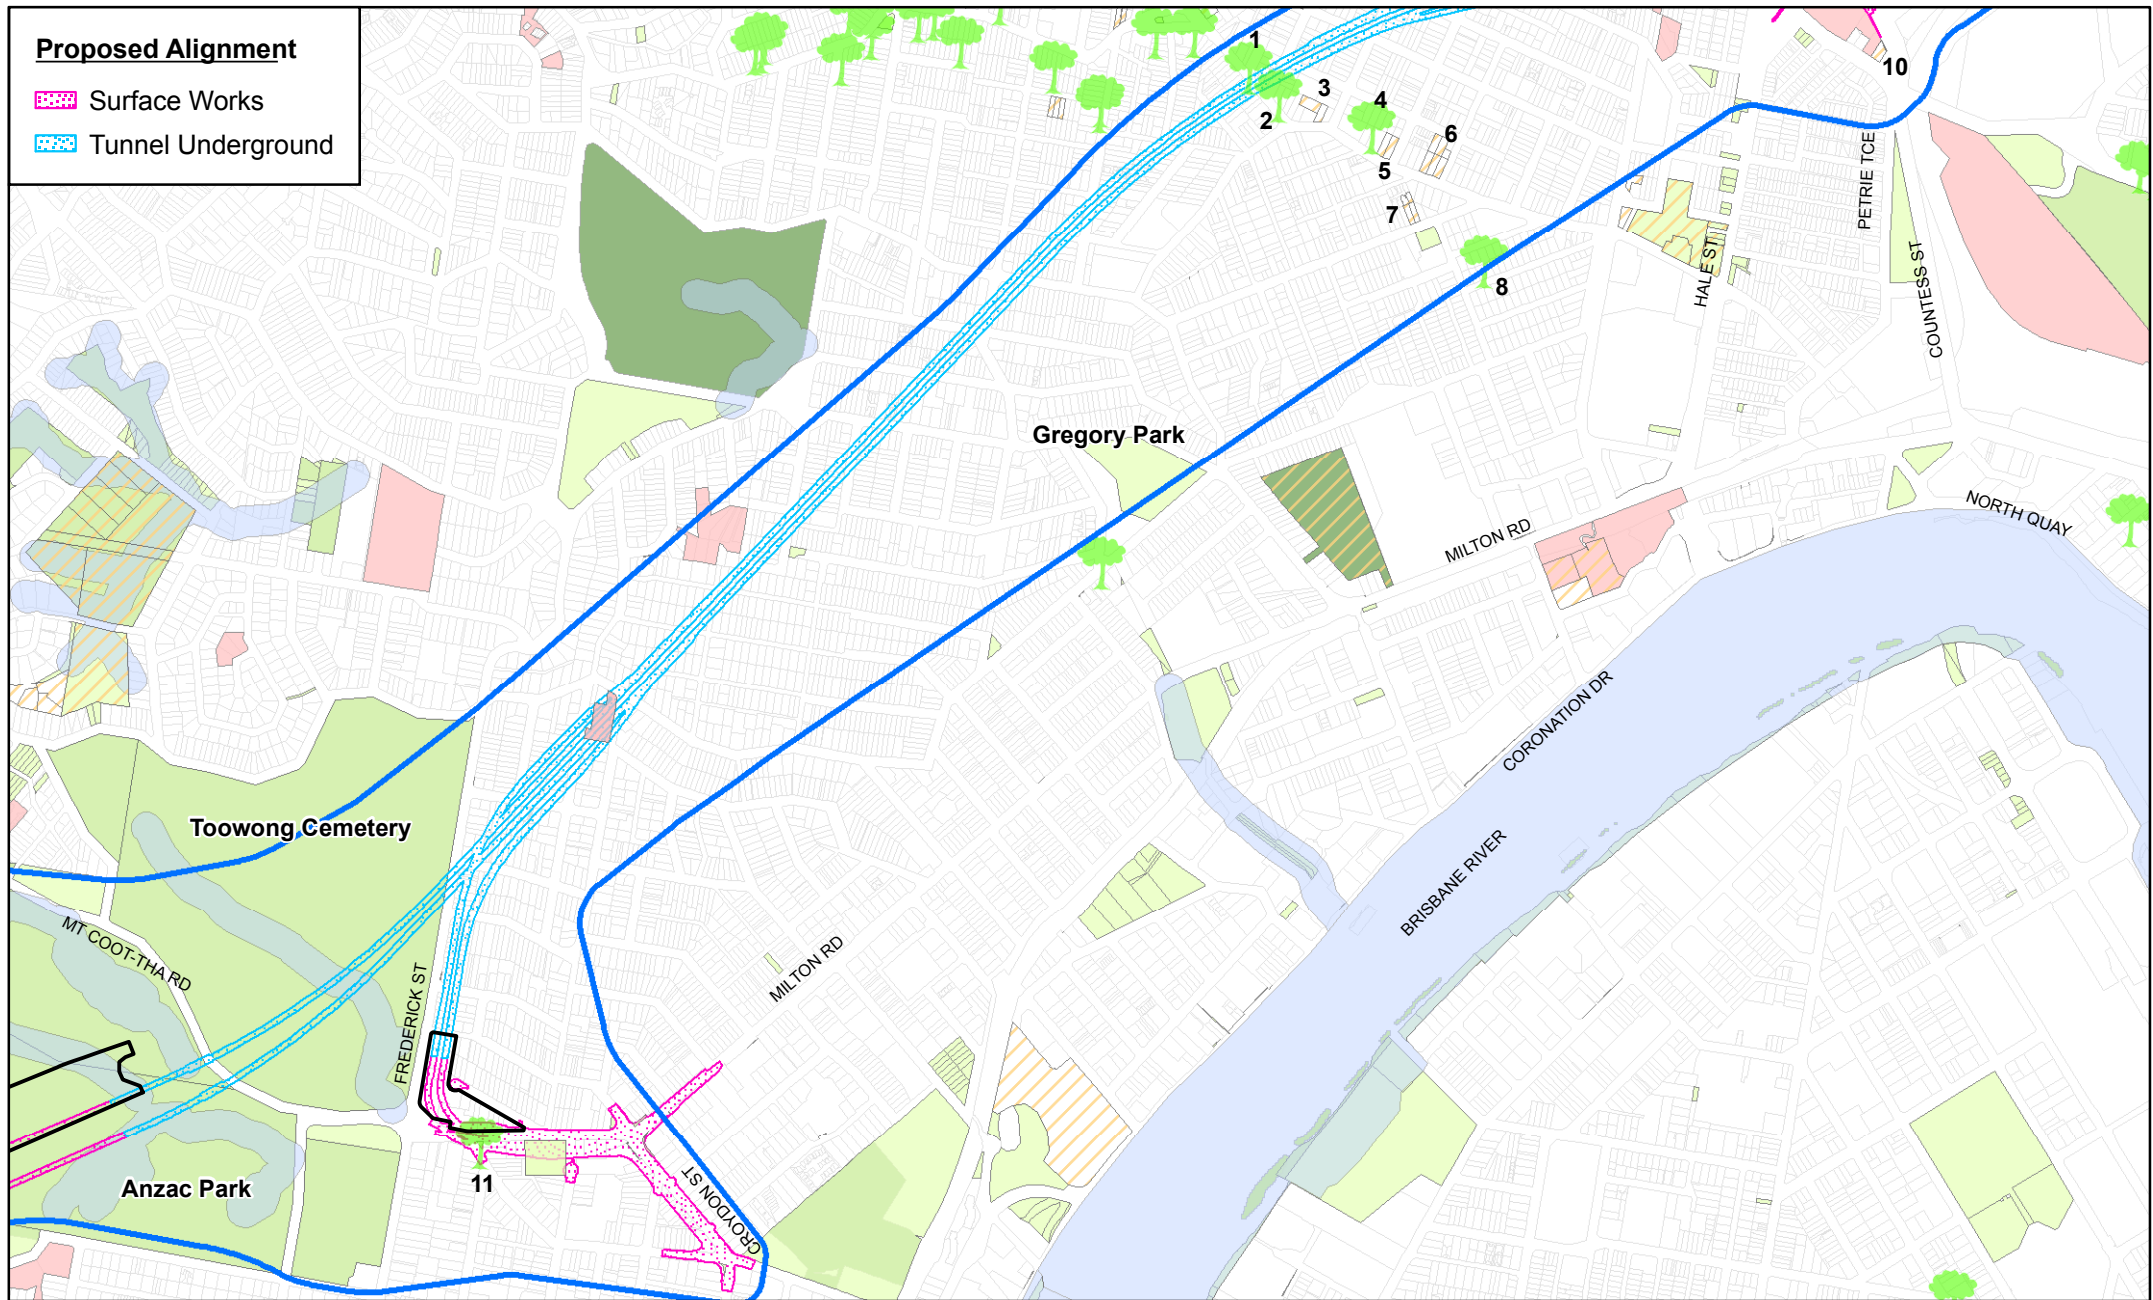 Proposed Alignment
Surface Works
Tunnel Underground
1
2
3
4
5
6
7
8
10
PETRIE TCE
COUNTESS ST
HALE ST
Gregory Park
MILTON RD
NORTH QUAY
CORONATION DR
BRISBANE RIVER
Toowong Cemetery
MT COOT-THA RD
FREDERICK ST
MILTON RD
Anzac Park
11
CROYDON ST